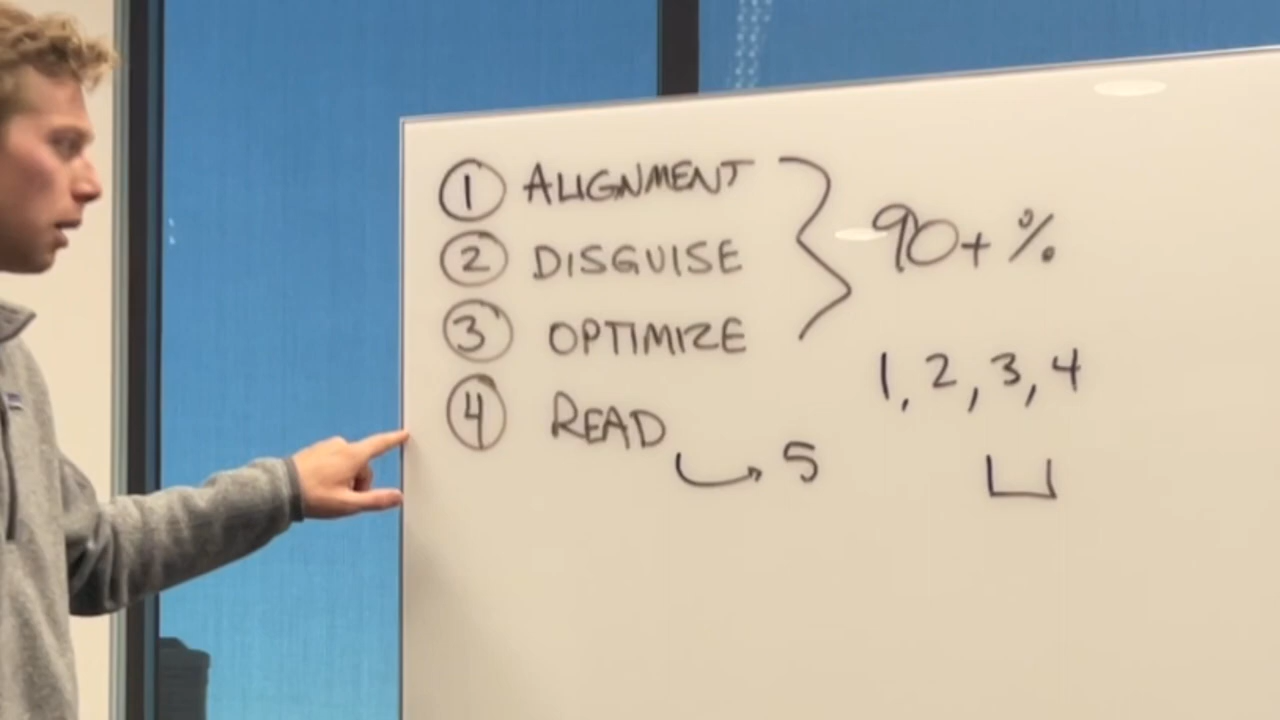 ① ALIGNMENT
② DISGUISE
③ OPTIMIZE
④ READ
5
90+ %
1, 2, 3, 4